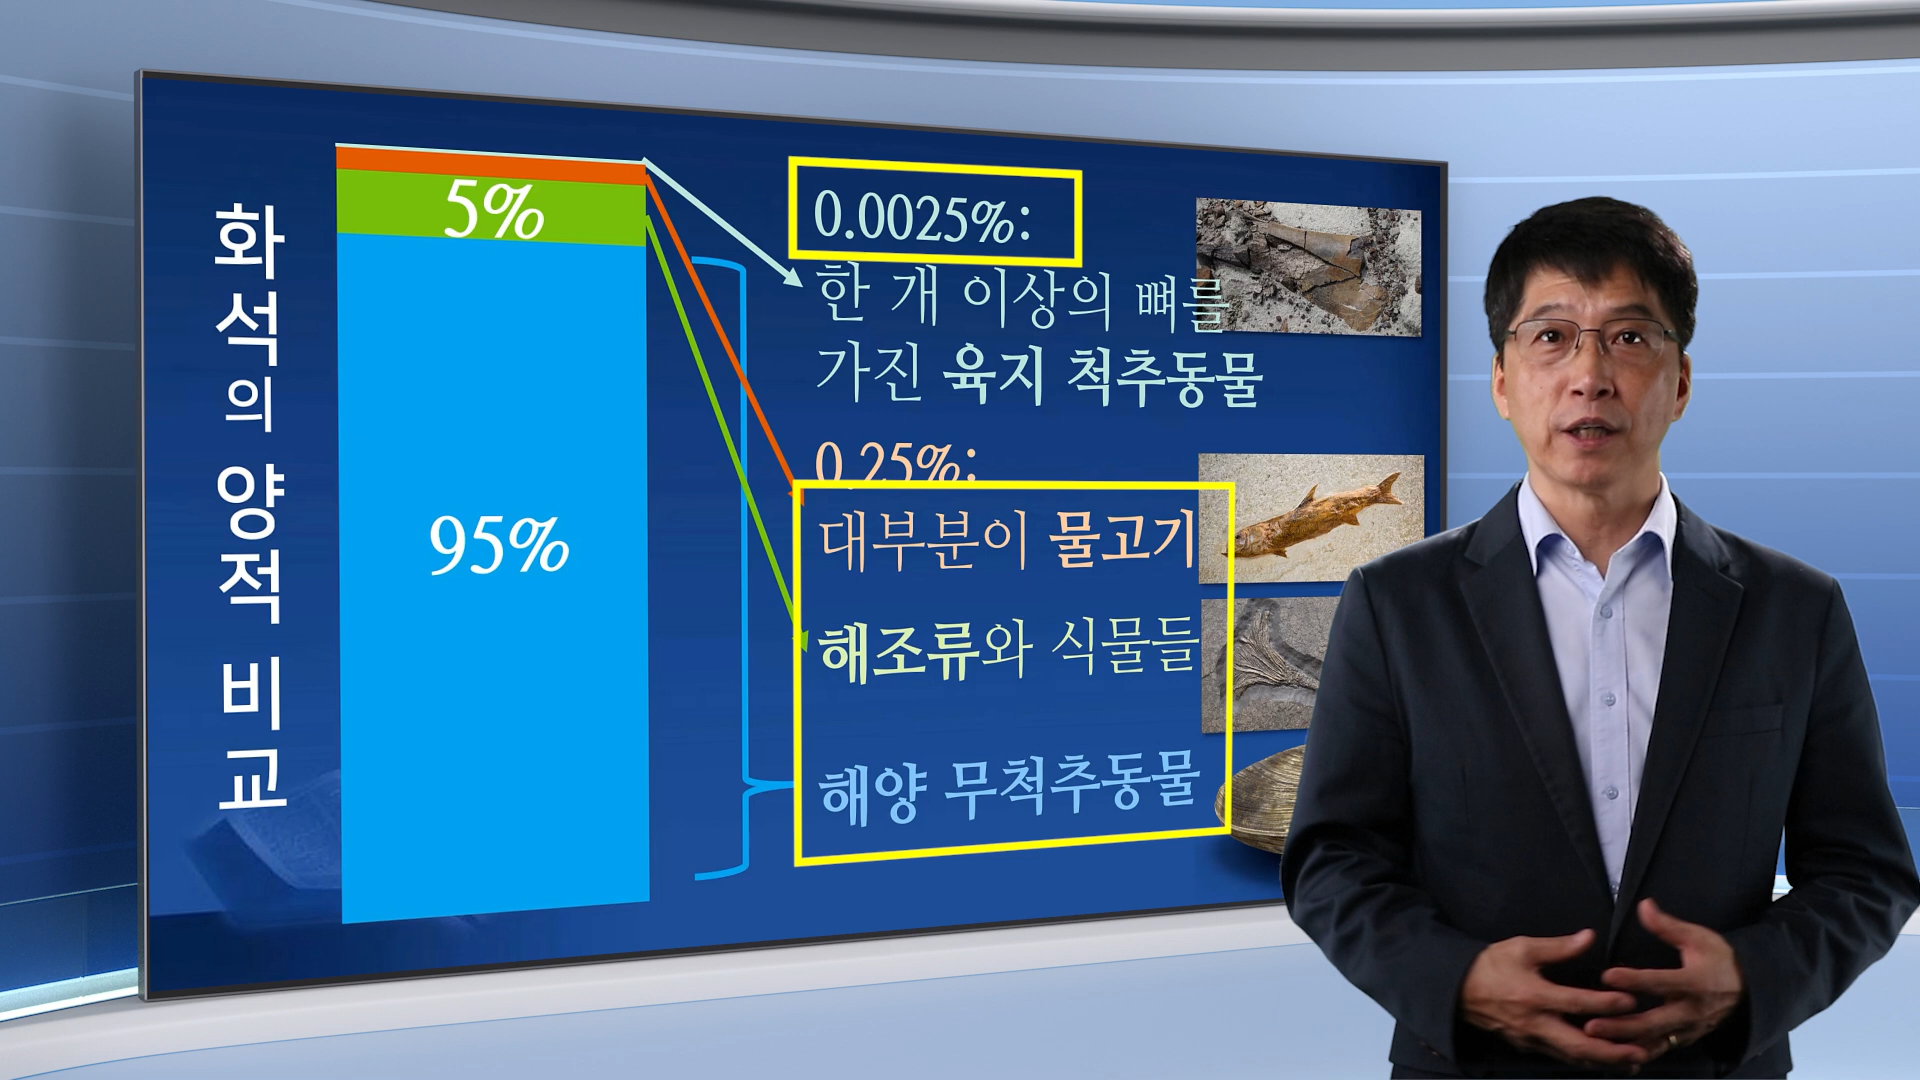 화석의 양적 비교
5%
95%
0.0025%:
한 개 이상의 뼈를
가진 육지 척추동물
0.25%:
대부분이 물고기
해조류와 식물들
해양 무척추동물